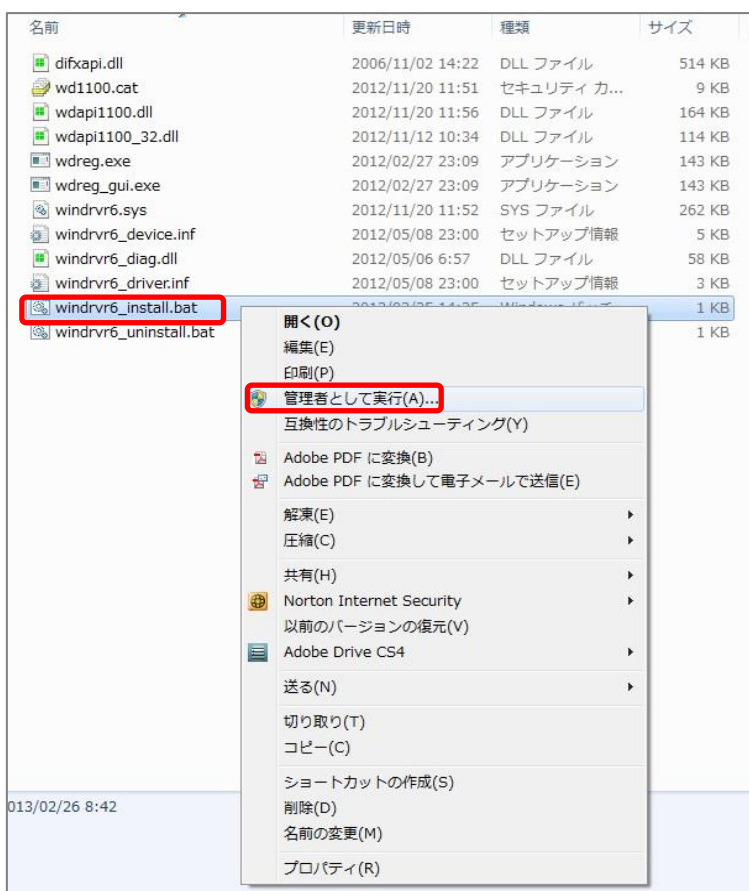 名前 更新日時 種類 サイズ
difxapi.dll 2006/11/02 14:22 DLL ファイル 514 KB
wd1100.cat 2012/11/20 11:51 セキュリティ カ... 9 KB
wdapi1100.dll 2012/11/20 11:56 DLL ファイル 164 KB
wdapi1100_32.dll 2012/11/12 10:34 DLL ファイル 114 KB
wdreg.exe 2012/02/27 23:09 アプリケーション 143 KB
wdreg_gui.exe 2012/02/27 23:09 アプリケーション 143 KB
windrvr6.sys 2012/11/20 11:52 SYS ファイル 262 KB
windrvr6_device.inf 2012/05/08 23:00 セットアップ情報 5 KB
windrvr6_diag.dll 2012/05/06 6:57 DLL ファイル 58 KB
windrvr6_driver.inf 2012/05/08 23:00 セットアップ情報 3 KB
windrvr6_install.bat 1 KB
windrvr6_uninstall.bat 1 KB
開く(O)
編集(E)
印刷(P)
管理者として実行(A)...
互換性のトラブルシューティング(Y)
Adobe PDF に変換(B)
Adobe PDF に変換して電子メールで送信(E)
解凍(E)
圧縮(C)
共有(H)
Norton Internet Security
以前のバージョンの復元(V)
Adobe Drive CS4
送る(N)
切り取り(T)
コピー(C)
ショートカットの作成(S)
013/02/26 8:42
削除(D)
名前の変更(M)
プロパティ(R)